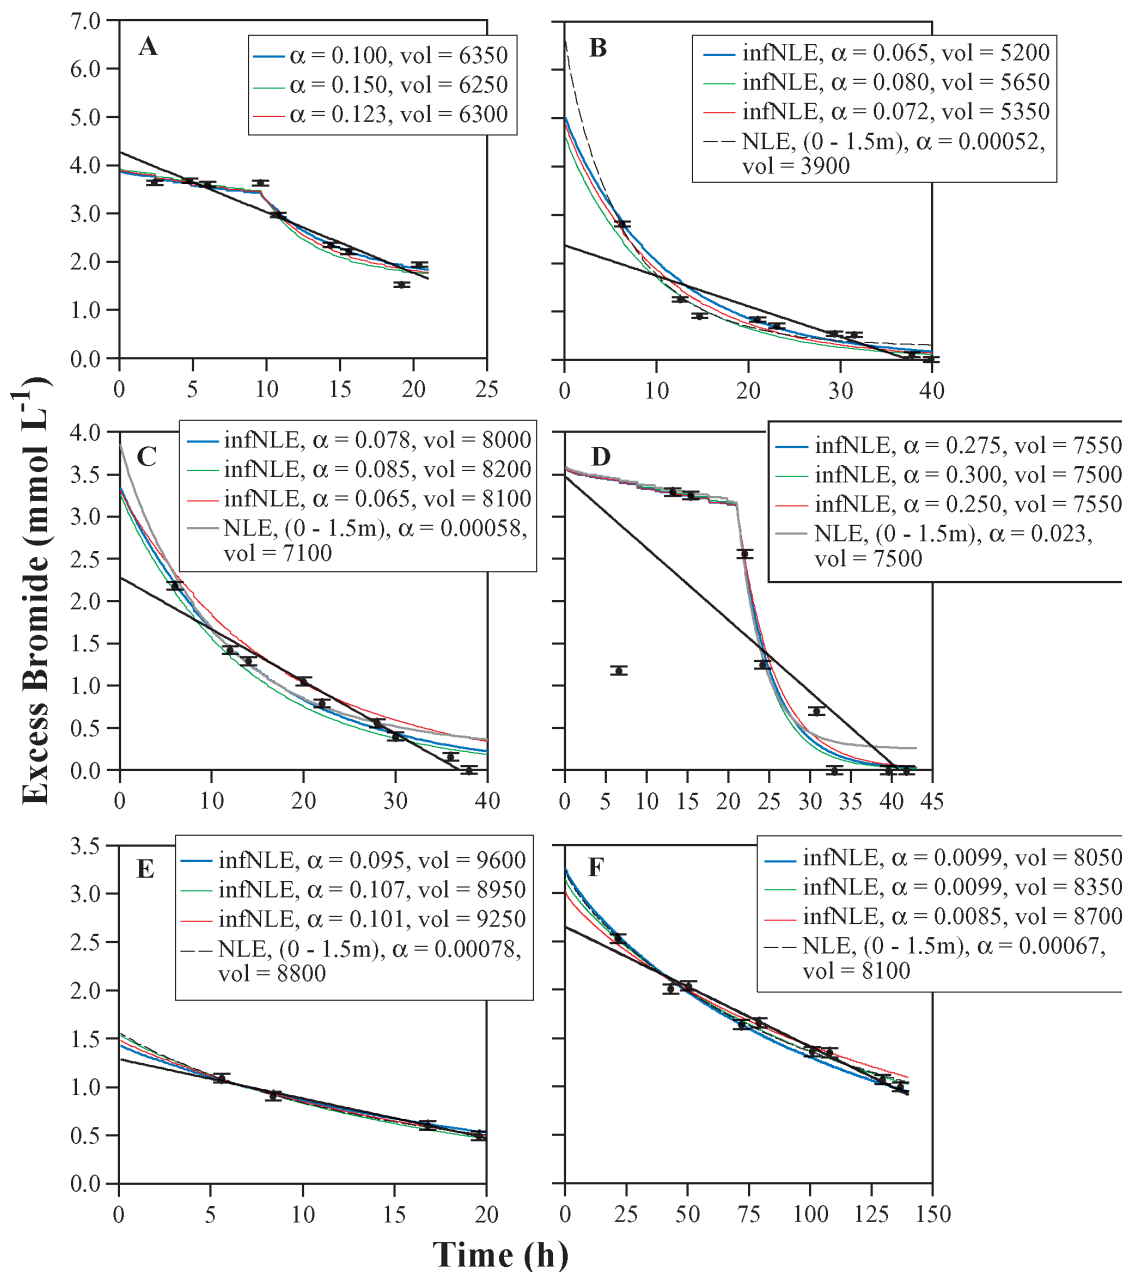 Excess Bromide (mmol L-1)
7.0
6.0
5.0
4.0
3.0
2.0
1.0
0.0
A
α = 0.100, vol = 6350
α = 0.150, vol = 6250
α = 0.123, vol = 6300
0 5 10 15 20 25
B
infNLE, α = 0.065, vol = 5200
infNLE, α = 0.080, vol = 5650
infNLE, α = 0.072, vol = 5350
NLE, (0 - 1.5m), α = 0.00052,
vol = 3900
0 10 20 30 40
4.0
3.5
3.0
2.5
2.0
1.5
1.0
0.5
0.0
C
infNLE, α = 0.078, vol = 8000
infNLE, α = 0.085, vol = 8200
infNLE, α = 0.065, vol = 8100
NLE, (0 - 1.5m), α = 0.00058,
vol = 7100
0 10 20 30 40
D
infNLE, α = 0.275, vol = 7550
infNLE, α = 0.300, vol = 7500
infNLE, α = 0.250, vol = 7550
NLE, (0 - 1.5m), α = 0.023,
vol = 7500
0 5 10 15 20 25 30 35 40 45
3.5
3.0
2.5
2.0
1.5
1.0
0.5
0.0
E
infNLE, α = 0.095, vol = 9600
infNLE, α = 0.107, vol = 8950
infNLE, α = 0.101, vol = 9250
NLE, (0 - 1.5m), α = 0.00078,
vol = 8800
0 5 10 15 20
F
infNLE, α = 0.0099, vol = 8050
infNLE, α = 0.0099, vol = 8350
infNLE, α = 0.0085, vol = 8700
NLE, (0 - 1.5m), α = 0.00067,
vol = 8100
0 25 50 75 100 125 150
Time (h)